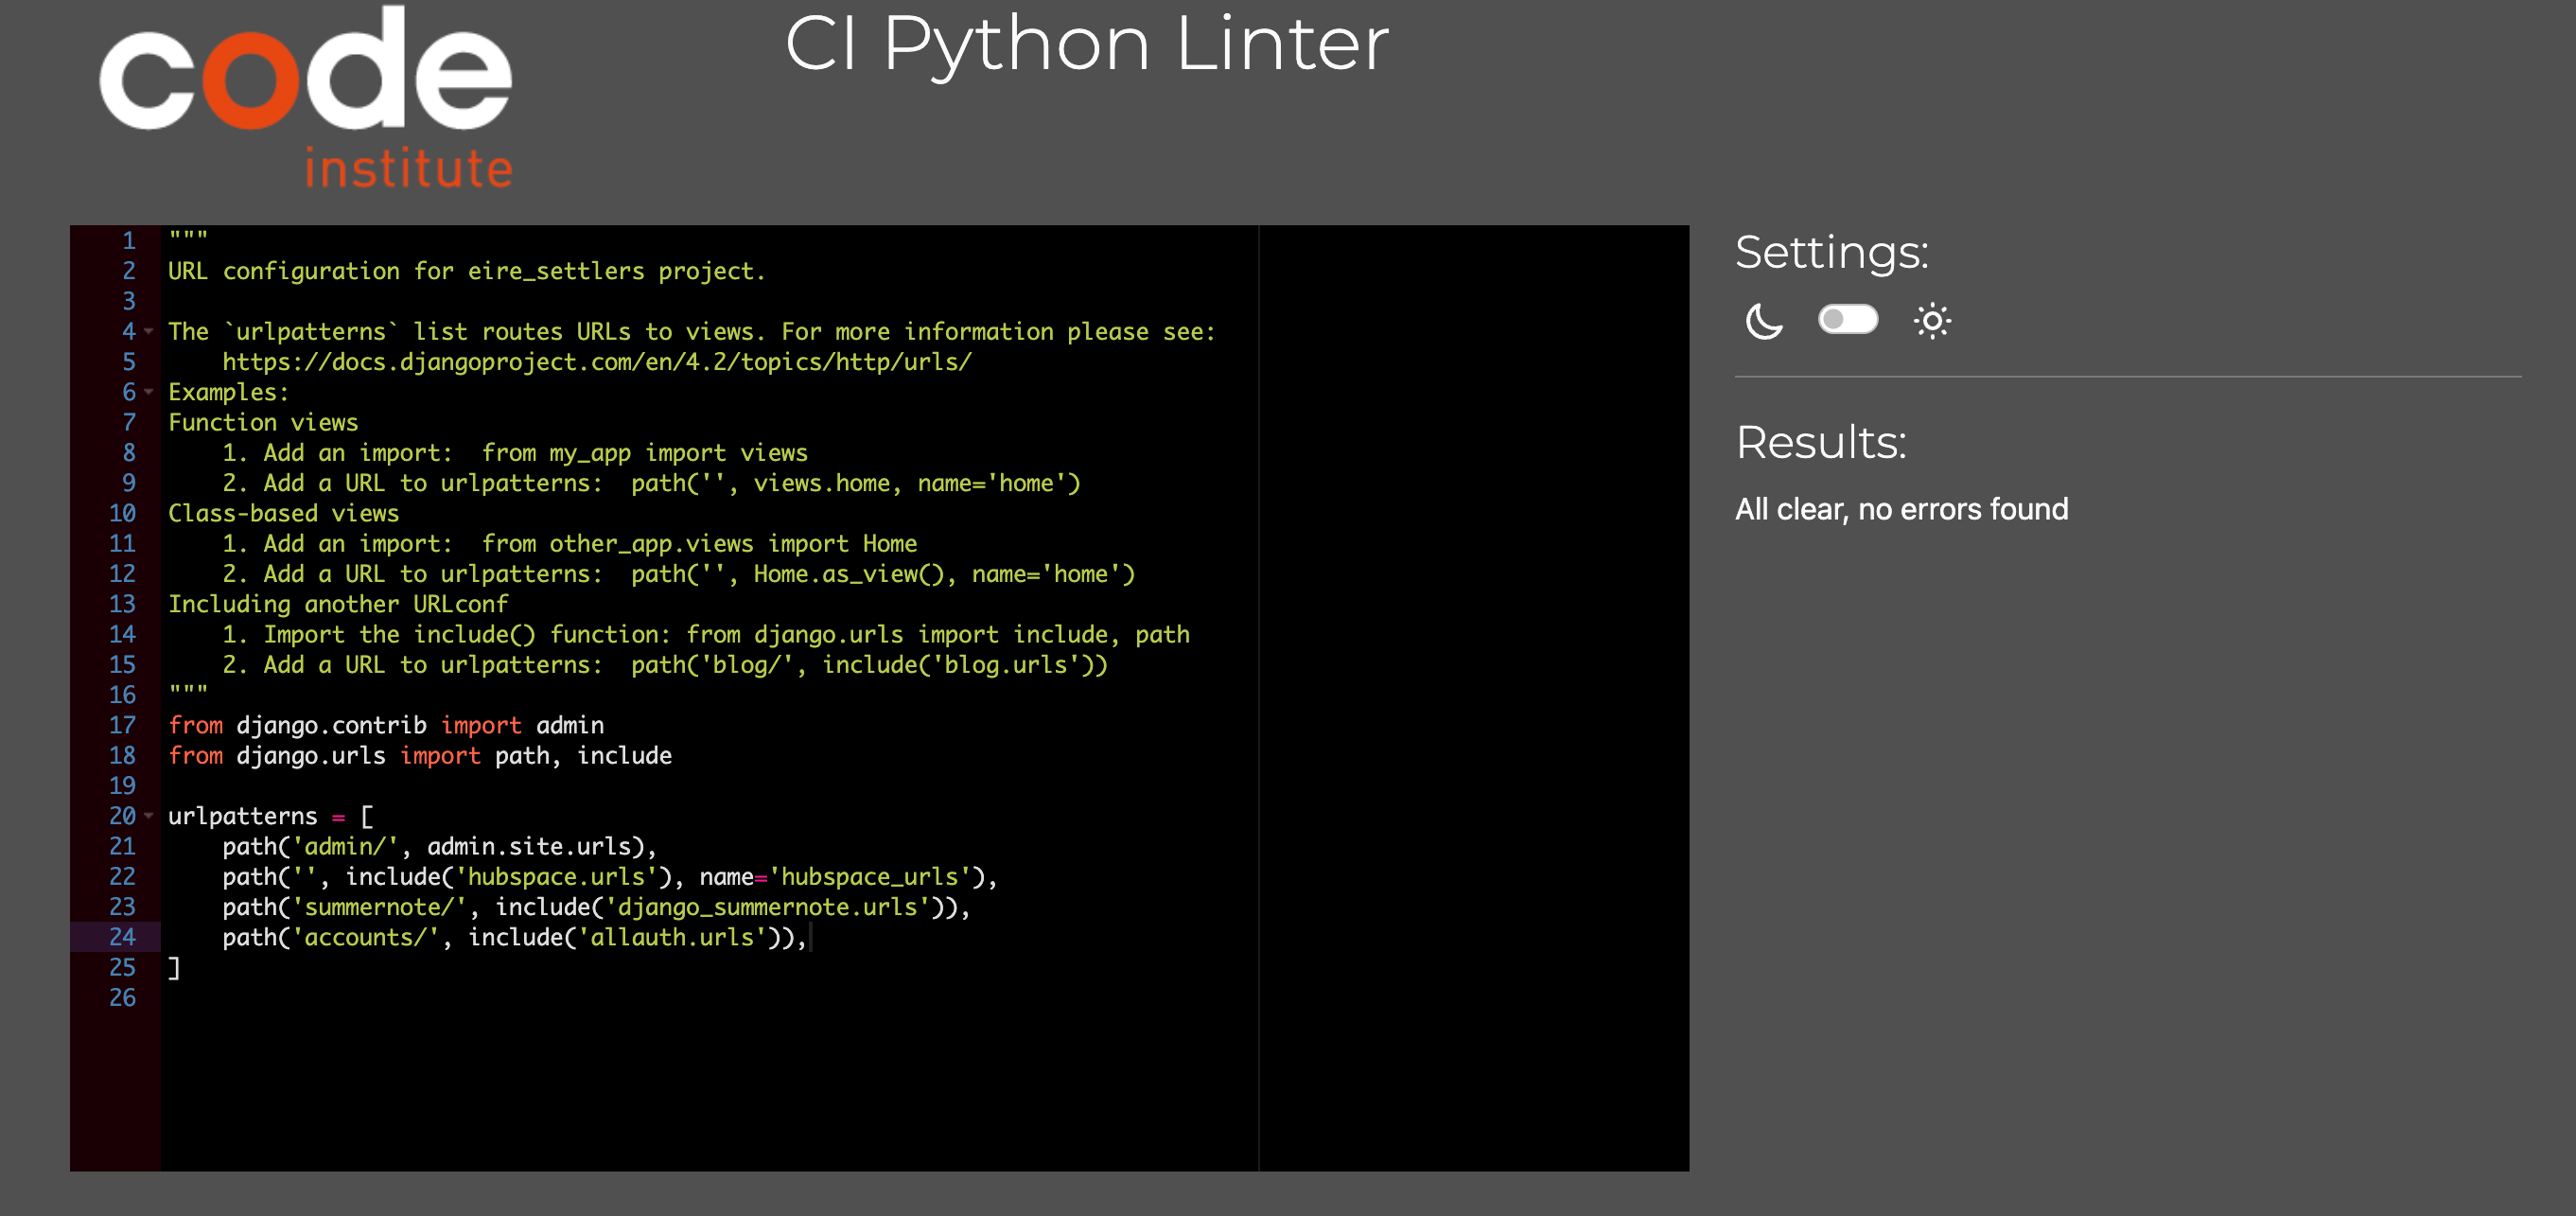 code
institute
CI Python Linter
1 """
2 URL configuration for eire_settlers project.
3
4 The `urlpatterns` list routes URLs to views. For more information please see:
5     https://docs.djangoproject.com/en/4.2/topics/http/urls/
6 Examples:
7 Function views
8     1. Add an import:  from my_app import views
9     2. Add a URL to urlpatterns:  path('', views.home, name='home')
10 Class-based views
11     1. Add an import:  from other_app.views import Home
12     2. Add a URL to urlpatterns:  path('', Home.as_view(), name='home')
13 Including another URLconf
14     1. Import the include() function: from django.urls import include, path
15     2. Add a URL to urlpatterns:  path('blog/', include('blog.urls'))
16 """
17 from django.contrib import admin
18 from django.urls import path, include
19
20 urlpatterns = [
21     path('admin/', admin.site.urls),
22     path('', include('hubspace.urls'), name='hubspace_urls'),
23     path('summernote/', include('django_summernote.urls')),
24     path('accounts/', include('allauth.urls')),
25 ]
26
Settings:
Results:
All clear, no errors found